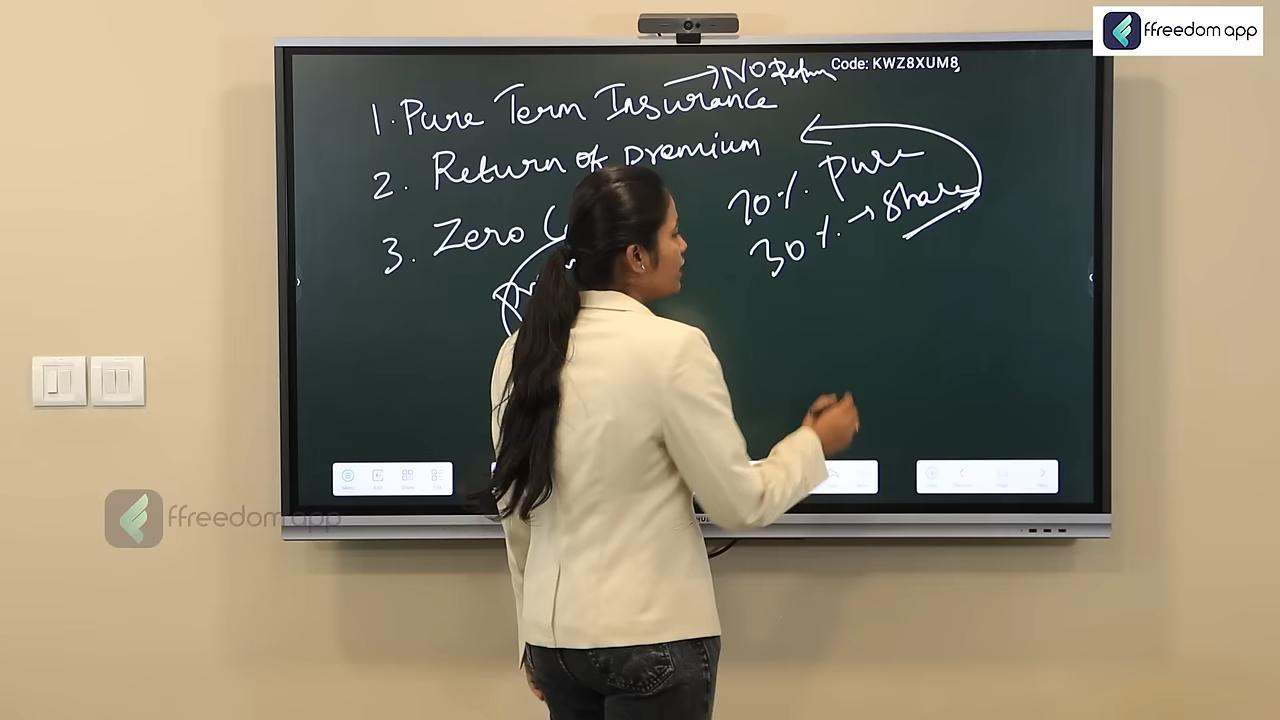 ffreedom app
Code: KWZ8XUM8
→ NO Return
1. Pure Term Insurance
2. Return of premium
70% Pure
30% → Share
3. Zero
ffreedom app